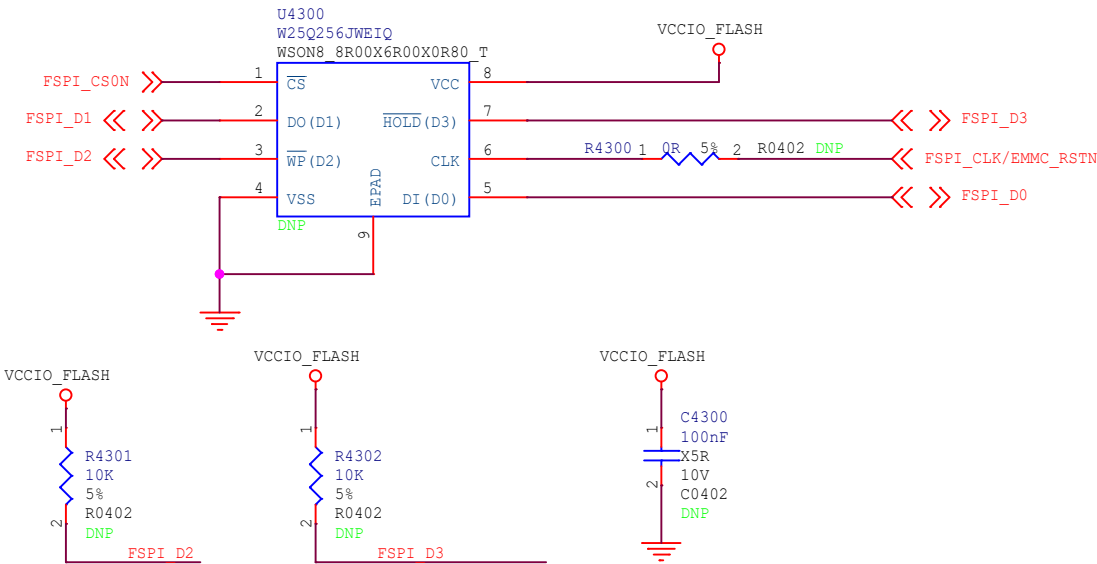 U4300
W25Q256JWEIQ
WSON8_8R00X6R00X0R80_T
VCCIO_FLASH
FSPI_CS0N
1
CS
VCC
8
FSPI_D1
2
DO(D1)
HOLD(D3)
7
FSPI_D3
FSPI_D2
3
WP(D2)
CLK
6
R4300 1 0R 5% 2 R0402 DNP
FSPI_CLK/EMMC_RSTN
4
VSS
EPAD
DI(D0)
5
FSPI_D0
DNP
9
VCCIO_FLASH
1
R4301
10K
5%
R0402
DNP
2
FSPI_D2
VCCIO_FLASH
1
R4302
10K
5%
R0402
DNP
2
FSPI_D3
VCCIO_FLASH
1
C4300
100nF
X5R
10V
C0402
DNP
2